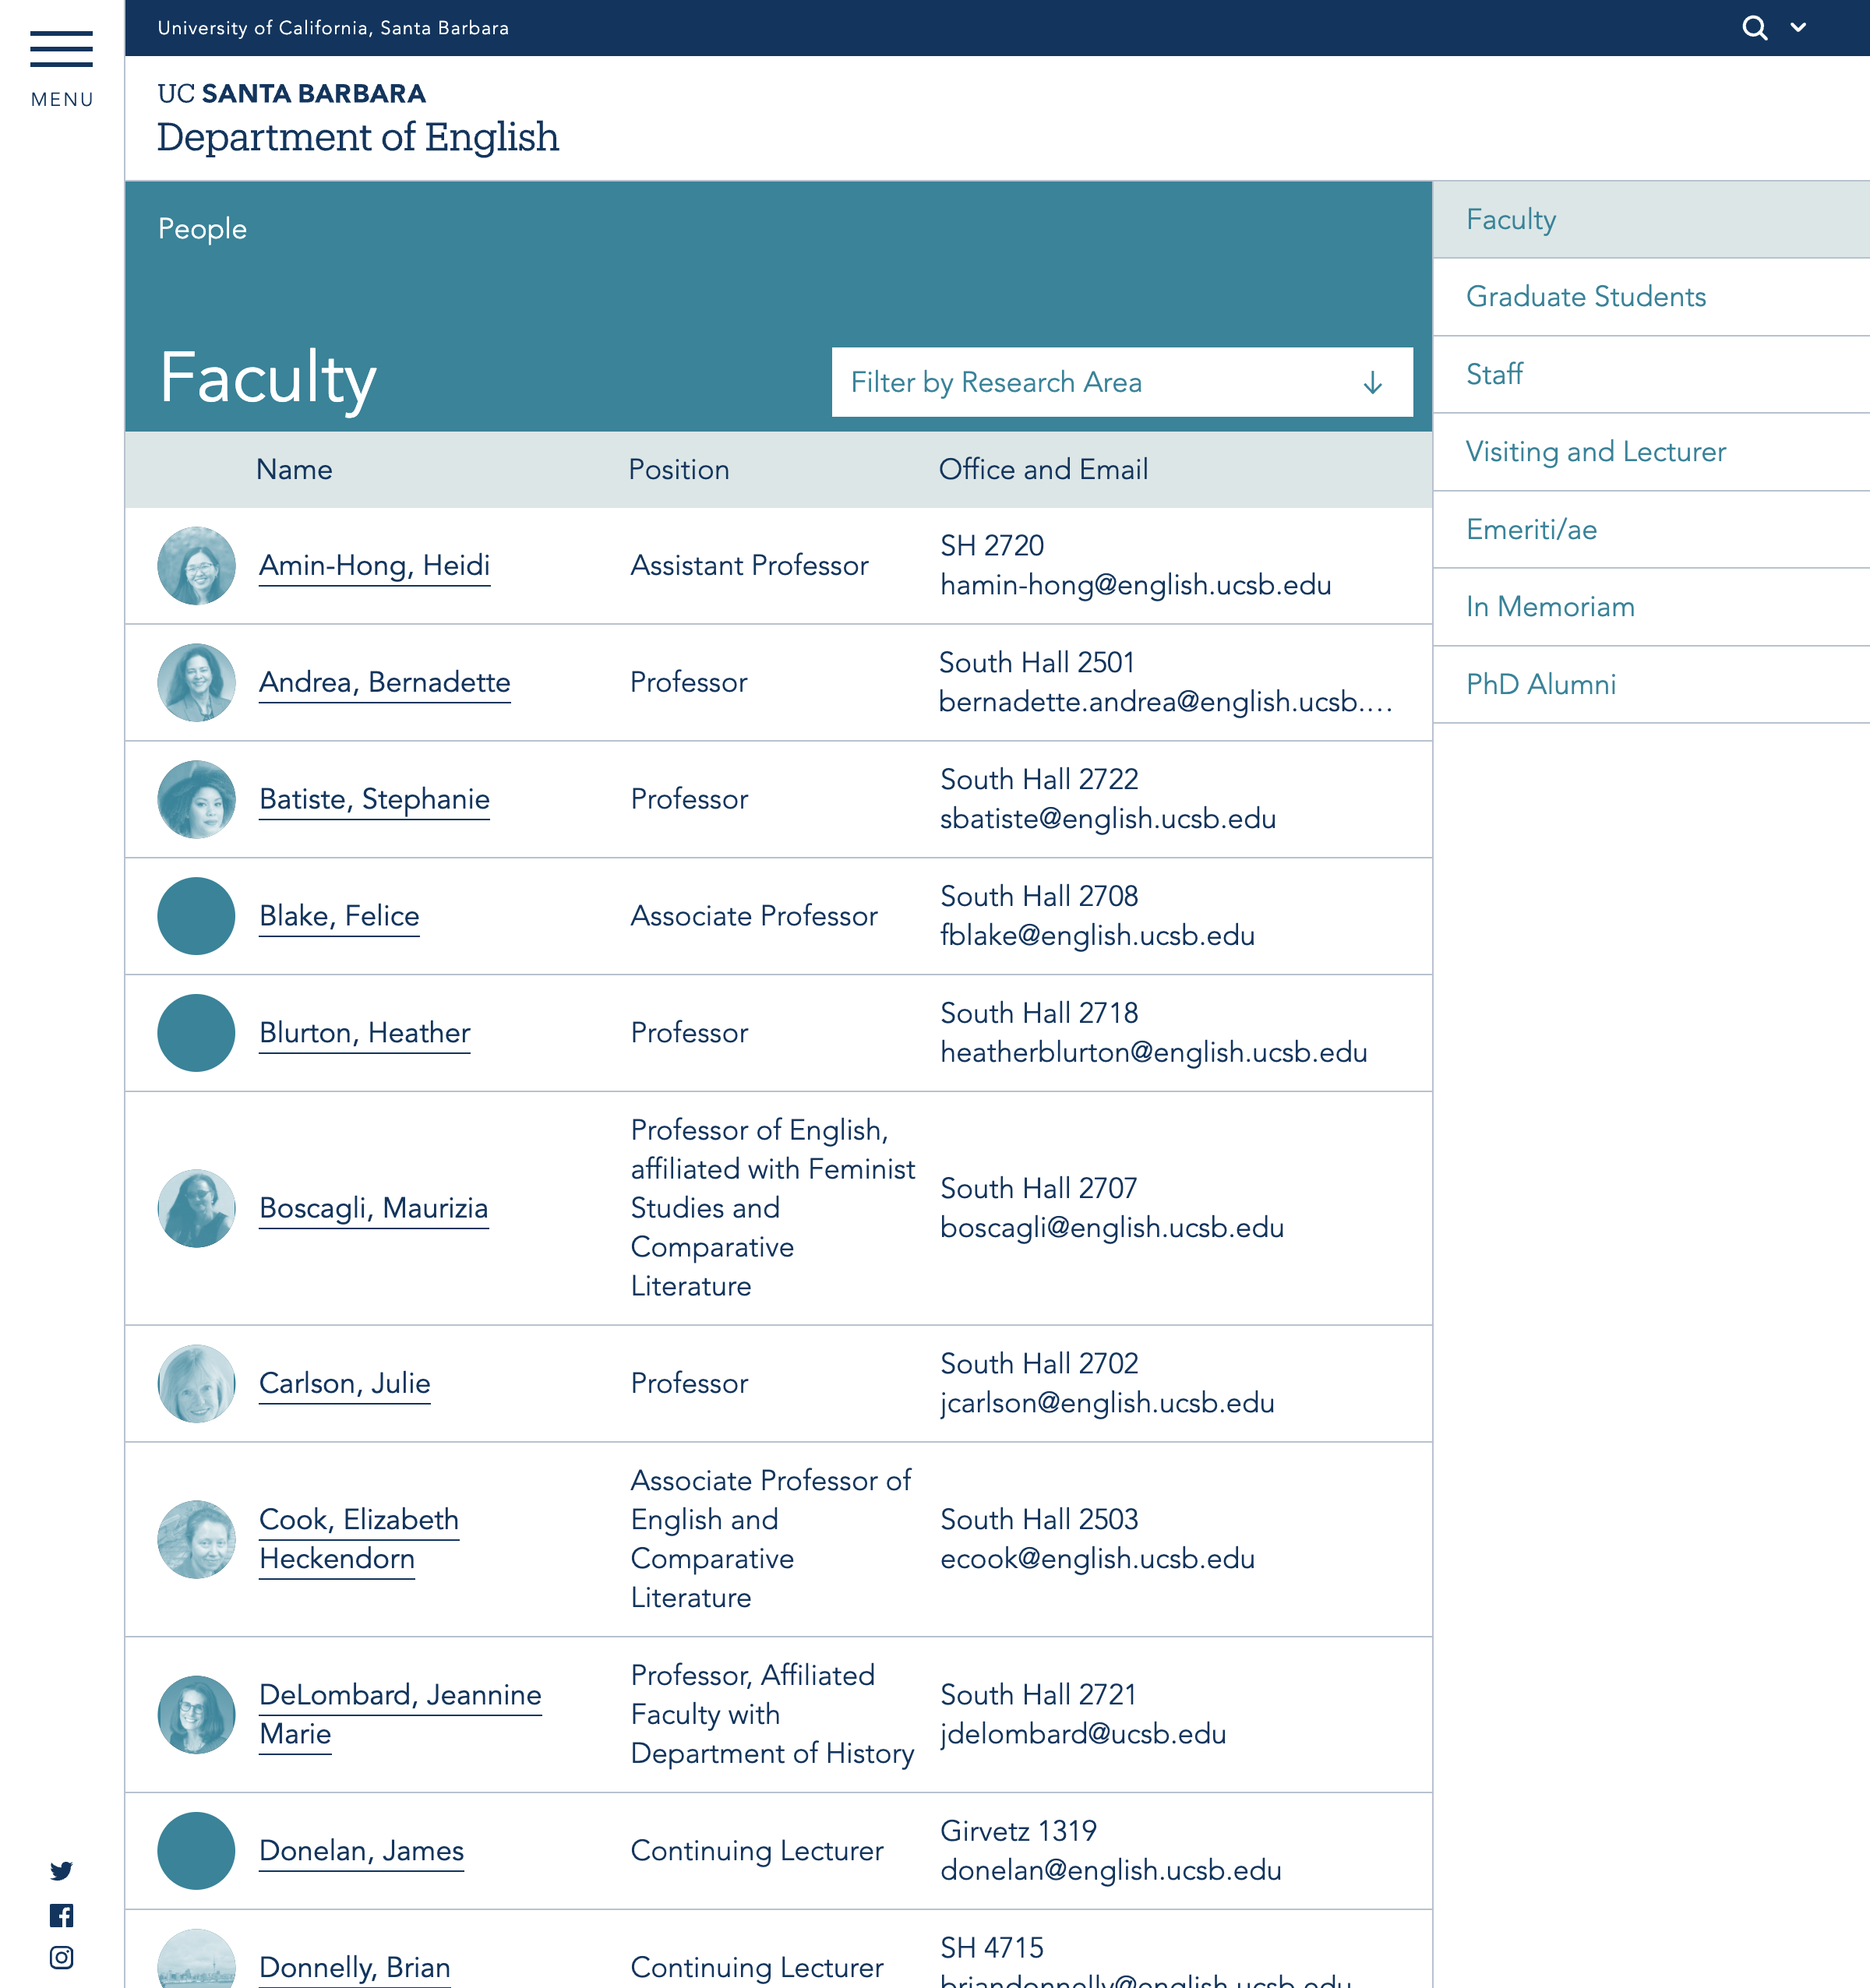 University of California, Santa Barbara
MENU
UC SANTA BARBARA
Department of English
People
Faculty
Filter by Research Area
Name Position Office and Email
Amin-Hong, Heidi
Assistant Professor
SH 2720
hamin-hong@english.ucsb.edu
Andrea, Bernadette
Professor
South Hall 2501
bernadette.andrea@english.ucsb.…
Batiste, Stephanie
Professor
South Hall 2722
sbatiste@english.ucsb.edu
Blake, Felice
Associate Professor
South Hall 2708
fblake@english.ucsb.edu
Blurton, Heather
Professor
South Hall 2718
heatherblurton@english.ucsb.edu
Boscagli, Maurizia
Professor of English,
affiliated with Feminist
Studies and
Comparative
Literature
South Hall 2707
boscagli@english.ucsb.edu
Carlson, Julie
Professor
South Hall 2702
jcarlson@english.ucsb.edu
Cook, Elizabeth
Heckendorn
Associate Professor of
English and
Comparative
Literature
South Hall 2503
ecook@english.ucsb.edu
DeLombard, Jeannine
Marie
Professor, Affiliated
Faculty with
Department of History
South Hall 2721
jdelombard@ucsb.edu
Donelan, James
Continuing Lecturer
Girvetz 1319
donelan@english.ucsb.edu
Donnelly, Brian
Continuing Lecturer
SH 4715
briandonnelly@english.ucsb.edu
Faculty
Graduate Students
Staff
Visiting and Lecturer
Emeriti/ae
In Memoriam
PhD Alumni